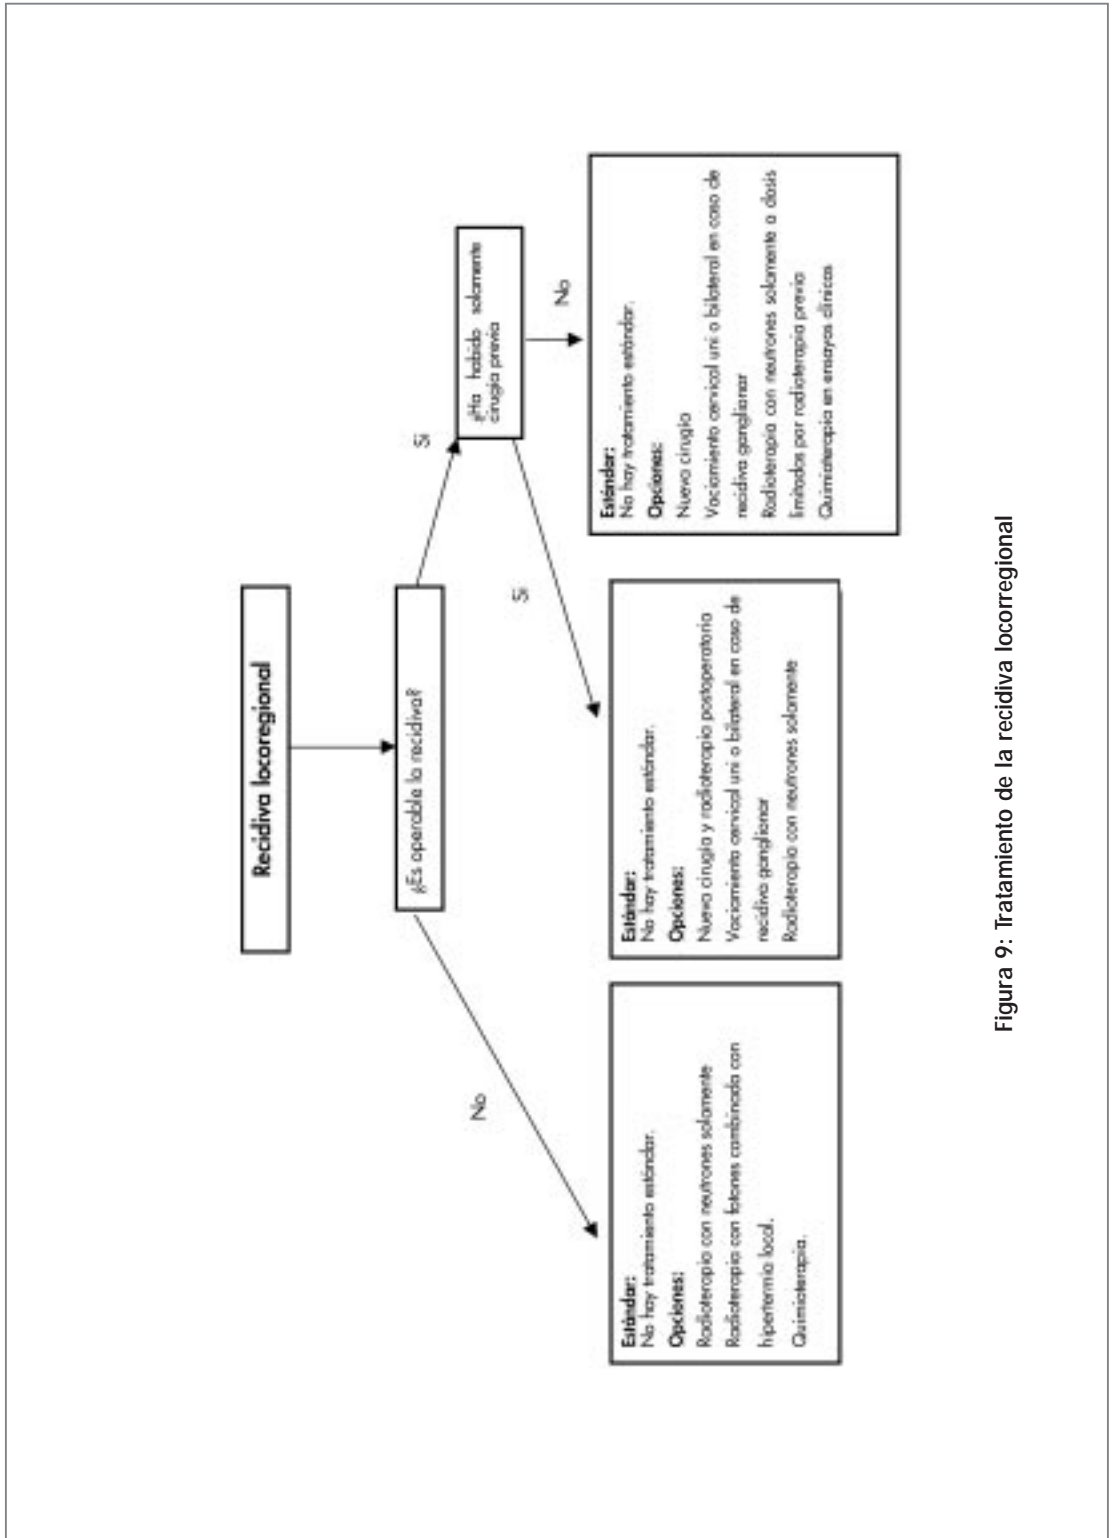 Recidiva locoregional
¿Es operable la recidiva?
Si
No
¿Ha habido solamente
cirugía previa
Si
No
Estándar:
No hay tratamiento estándar.
Opciones:
Radioterapia con neutrones solamente
Radioterapia con fotones combinada con
hipertermia local.
Quimioterapia.
Estándar:
No hay tratamiento estándar.
Opciones:
Nueva cirugía y radioterapia postoperatoria
Vaciamiento cervical uni o bilateral en caso de
recidiva ganglionar
Radioterapia con neutrones solamente
Estándar:
No hay tratamiento estándar.
Opciones:
Nueva cirugía
Vaciamiento cervical uni o bilateral en caso de
recidiva ganglionar
Radioterapia con neutrones solamente a dosis
limitadas por radioterapia previa
Quimioterapia en ensayos clínicos
Figura 9: Tratamiento de la recidiva locorregional